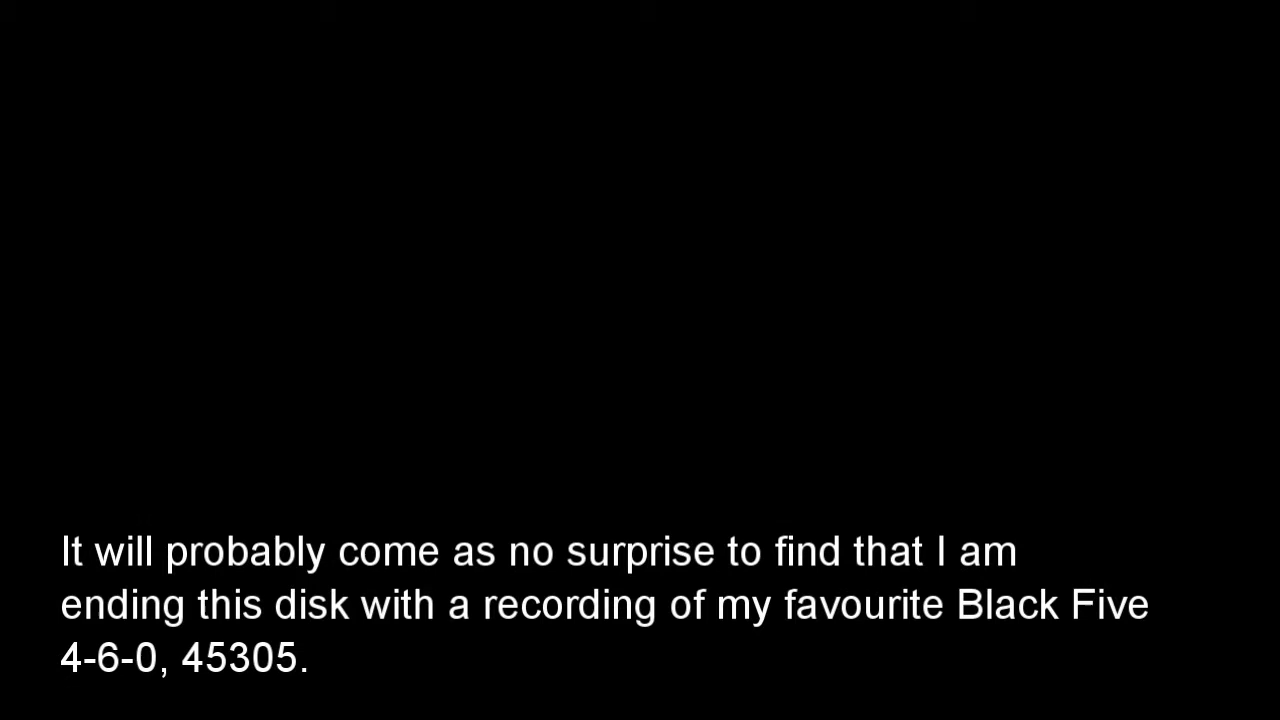 It will probably come as no surprise to find that I am
ending this disk with a recording of my favourite Black Five
4-6-0, 45305.